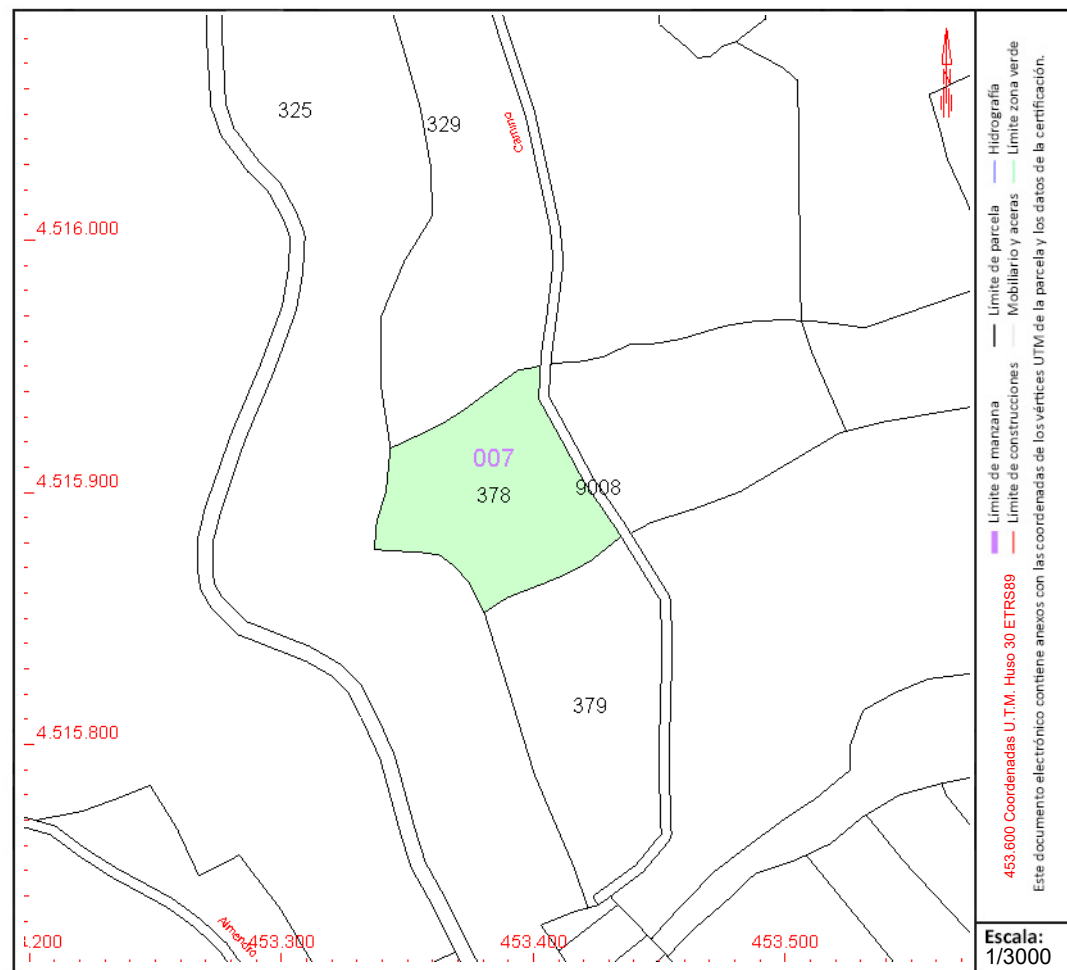 325
329
Camino
4.516.000
007
378
4.515.900
9008
379
4.515.800
Almendro
.200
453.300
453.400
453.500
Hidrografía
Límite zona verde
Límite de parcela
Mobiliario y aceras
Límite de manzana
Límite de construcciones
453.600 Coordenadas U.T.M. Huso 30 ETRS89
Este documento electrónico contiene anexos con las coordenadas de los vértices UTM de la parcela y los datos de la certificación.
Escala:
1/3000